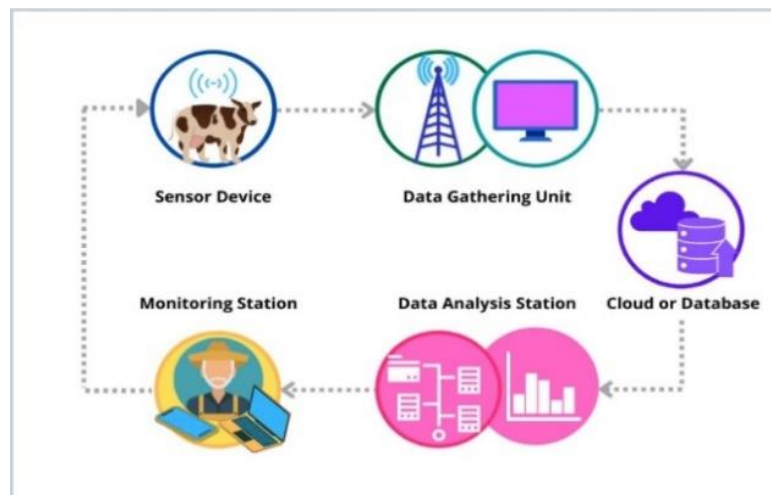 Sensor Device
Data Gathering Unit
Monitoring Station
Data Analysis Station
Cloud or Database